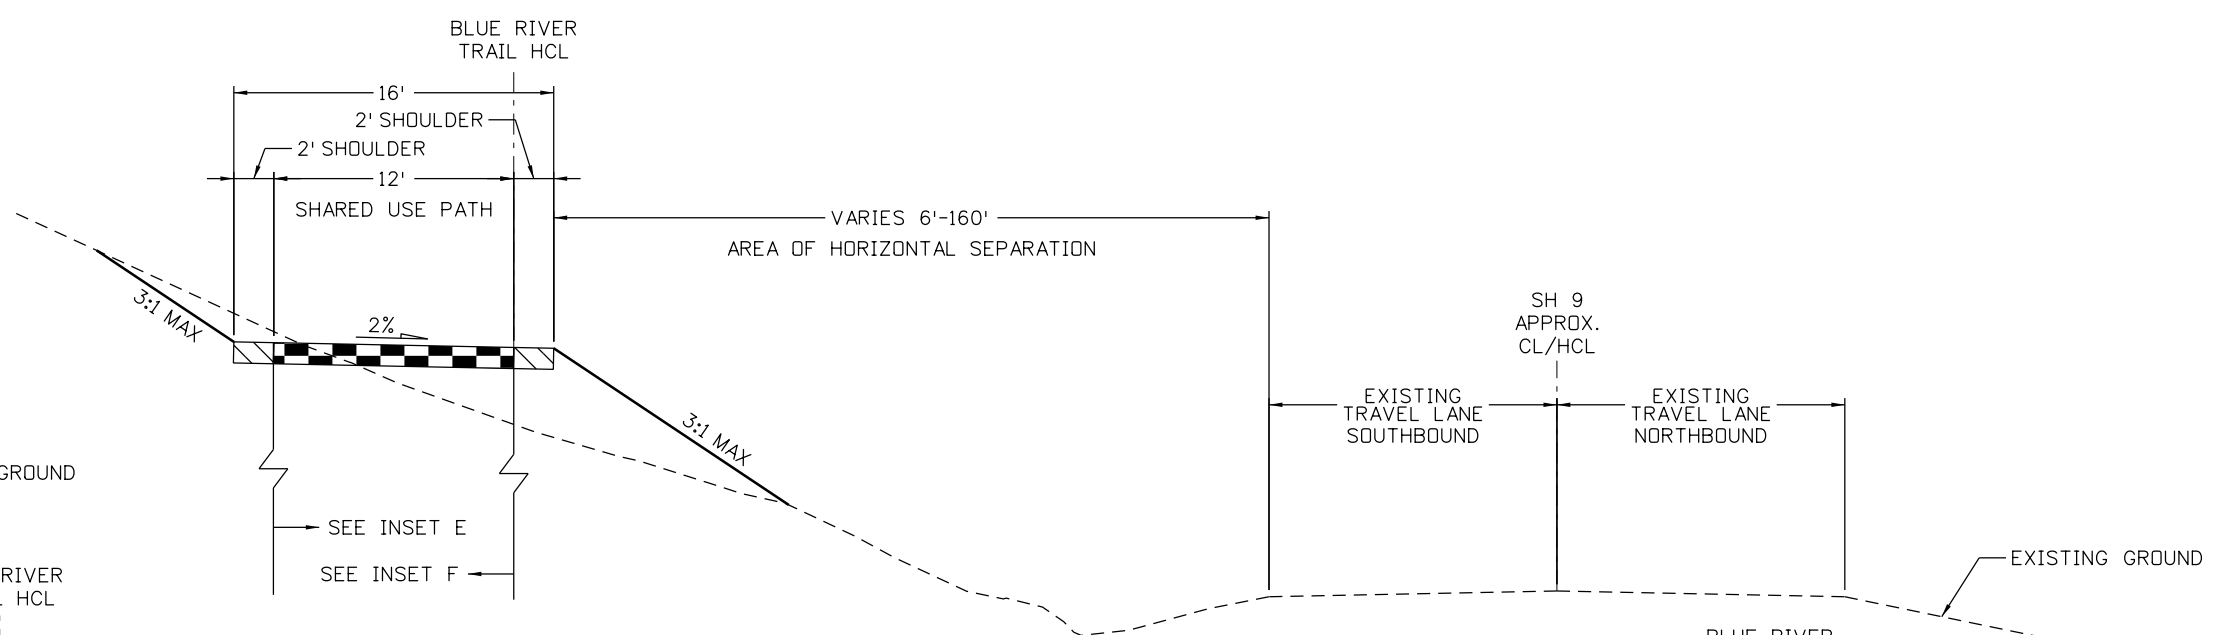 BLUE RIVER
TRAIL HCL
16'
2' SHOULDER
2' SHOULDER
12'
SHARED USE PATH
VARIES 6'-160'
AREA OF HORIZONTAL SEPARATION
3:1 MAX
2%
SH 9
APPROX.
CL/HCL
EXISTING
TRAVEL LANE
SOUTHBOUND
EXISTING
TRAVEL LANE
NORTHBOUND
3:1 MAX
GROUND
SEE INSET E
SEE INSET F
EXISTING GROUND
RIVER
HCL
BLUE RIVER